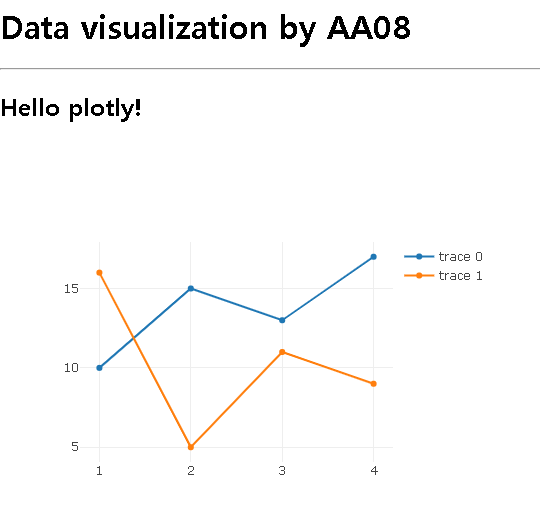 Data visualization by AA08
Hello plotly!
trace 0
trace 1
15
10
5
1 2 3 4